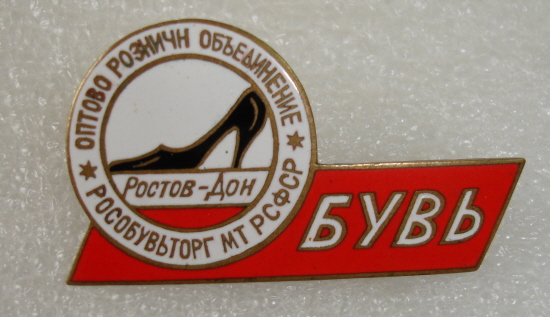 ОПТОВО РОЗНИЧН ОБЪЕДИНЕНИЕ
РОСОБУВЬТОРГ МТ РСФСР
РОСТОВ-ДОН
БУВЬ